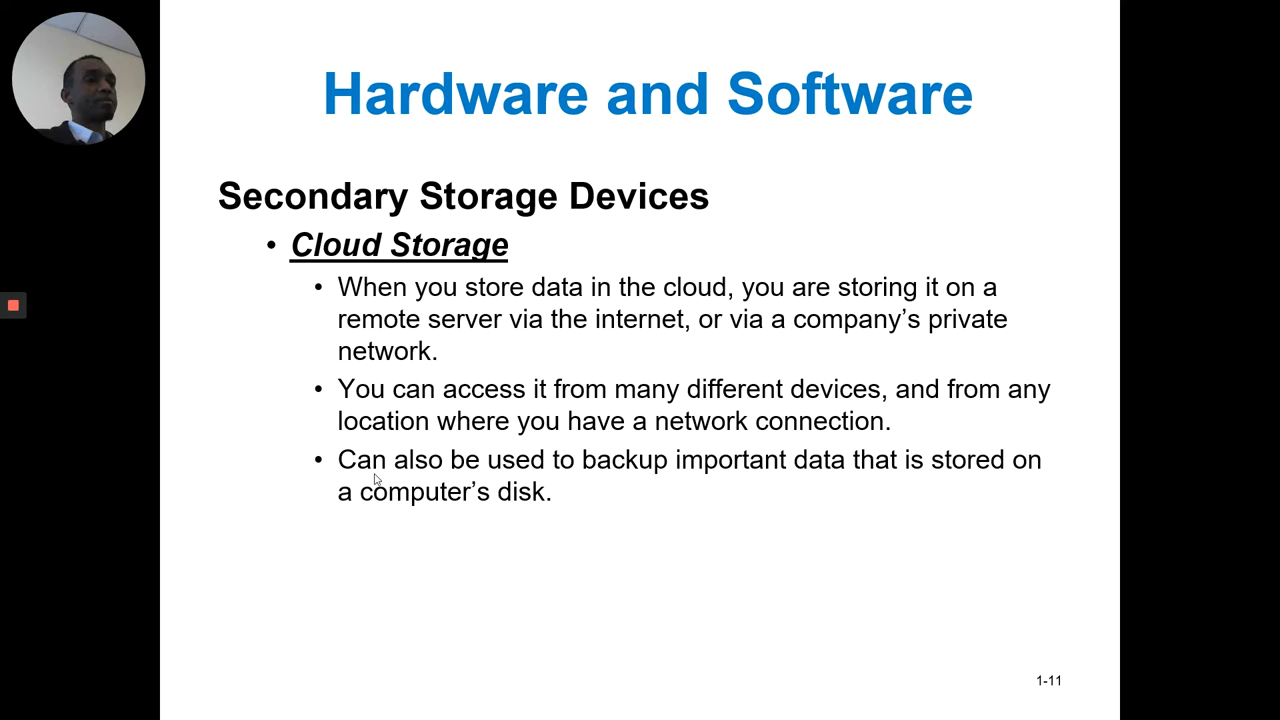 Hardware and Software
Secondary Storage Devices
• Cloud Storage
• When you store data in the cloud, you are storing it on a
remote server via the internet, or via a company’s private
network.
• You can access it from many different devices, and from any
location where you have a network connection.
• Can also be used to backup important data that is stored on
a computer’s disk.
1-11